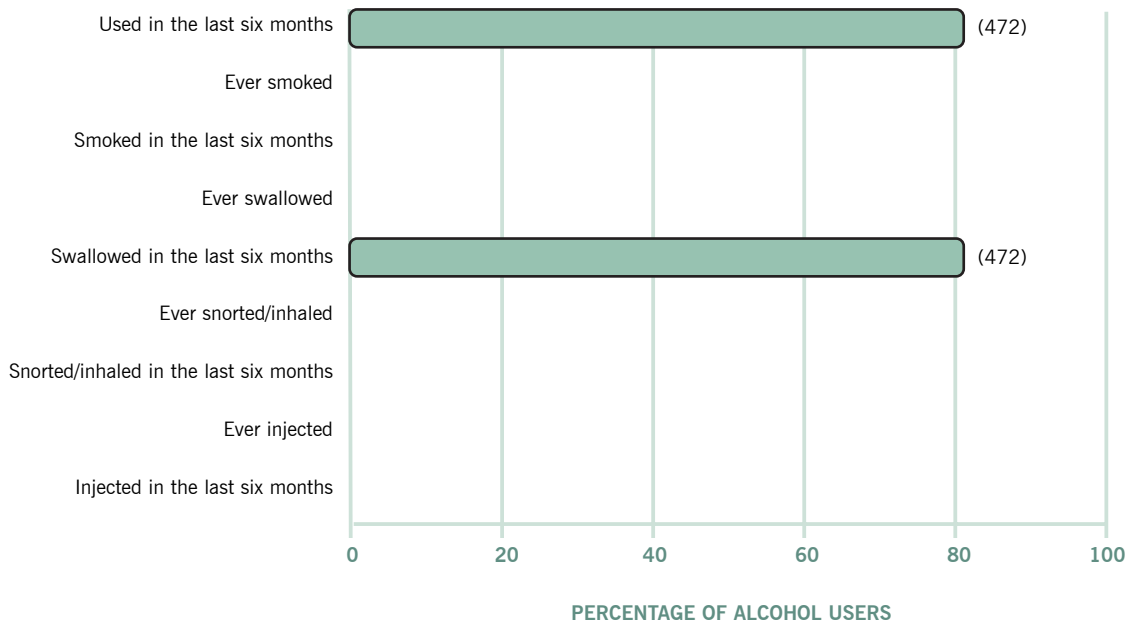 Used in the last six months (472)
Ever smoked
Smoked in the last six months
Ever swallowed
Swallowed in the last six months (472)
Ever snorted/inhaled
Snorted/inhaled in the last six months
Ever injected
Injected in the last six months
0 20 40 60 80 100
PERCENTAGE OF ALCOHOL USERS